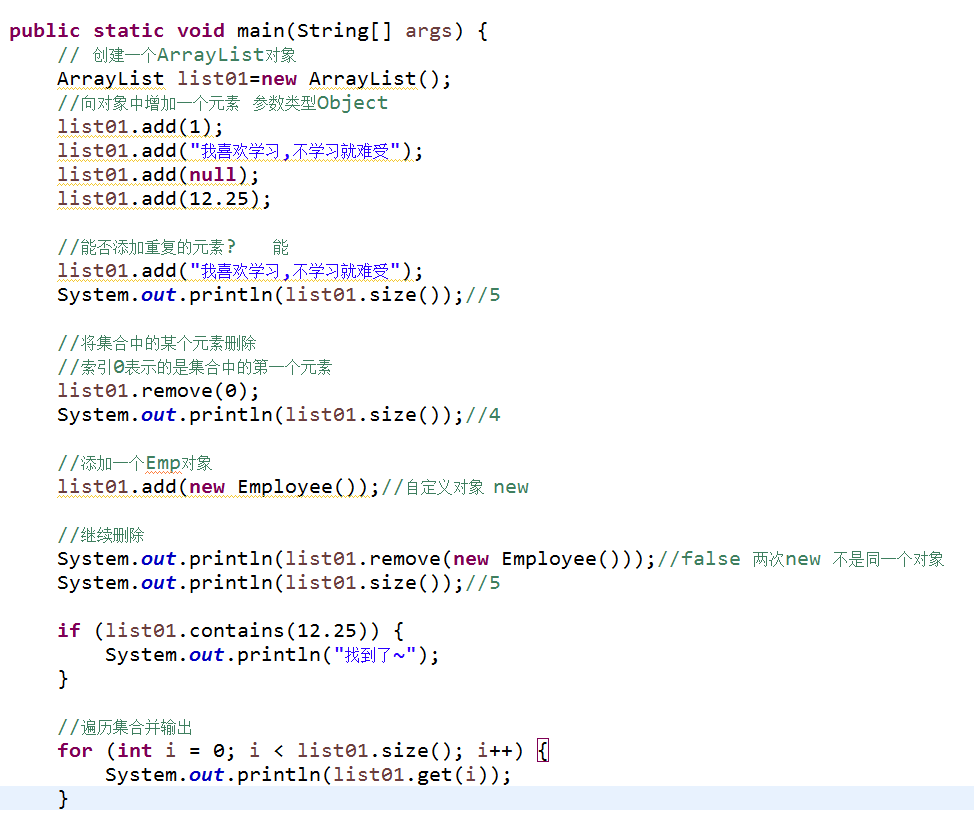 public static void main(String[] args) {
// 创建一个ArrayList对象
ArrayList list01=new ArrayList();
//向对象中增加一个元素 参数类型Object
list01.add(1);
list01.add("我喜欢学习,不学习就难受");
list01.add(null);
list01.add(12.25);
//能否添加重复的元素?   能
list01.add("我喜欢学习,不学习就难受");
System.out.println(list01.size());//5
//将集合中的某个元素删除
//索引0表示的是集合中的第一个元素
list01.remove(0);
System.out.println(list01.size());//4
//添加一个Emp对象
list01.add(new Employee());//自定义对象 new
//继续删除
System.out.println(list01.remove(new Employee()));//false 两次new 不是同一个对象
System.out.println(list01.size());//5
if (list01.contains(12.25)) {
System.out.println("找到了~");
}
//遍历集合并输出
for (int i = 0; i < list01.size(); i++) {
System.out.println(list01.get(i));
}